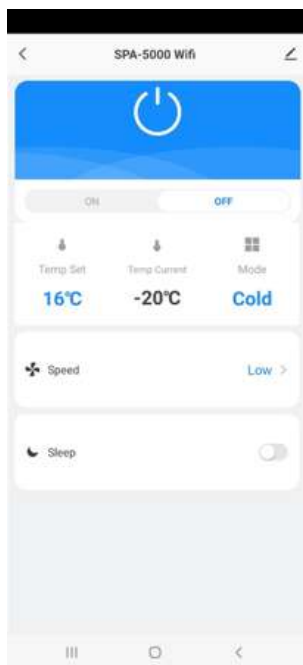 SPA-5000 Wifi
ON OFF
Temp Set Temp Current Mode
16℃ -20℃ Cold
Speed Low
Sleep